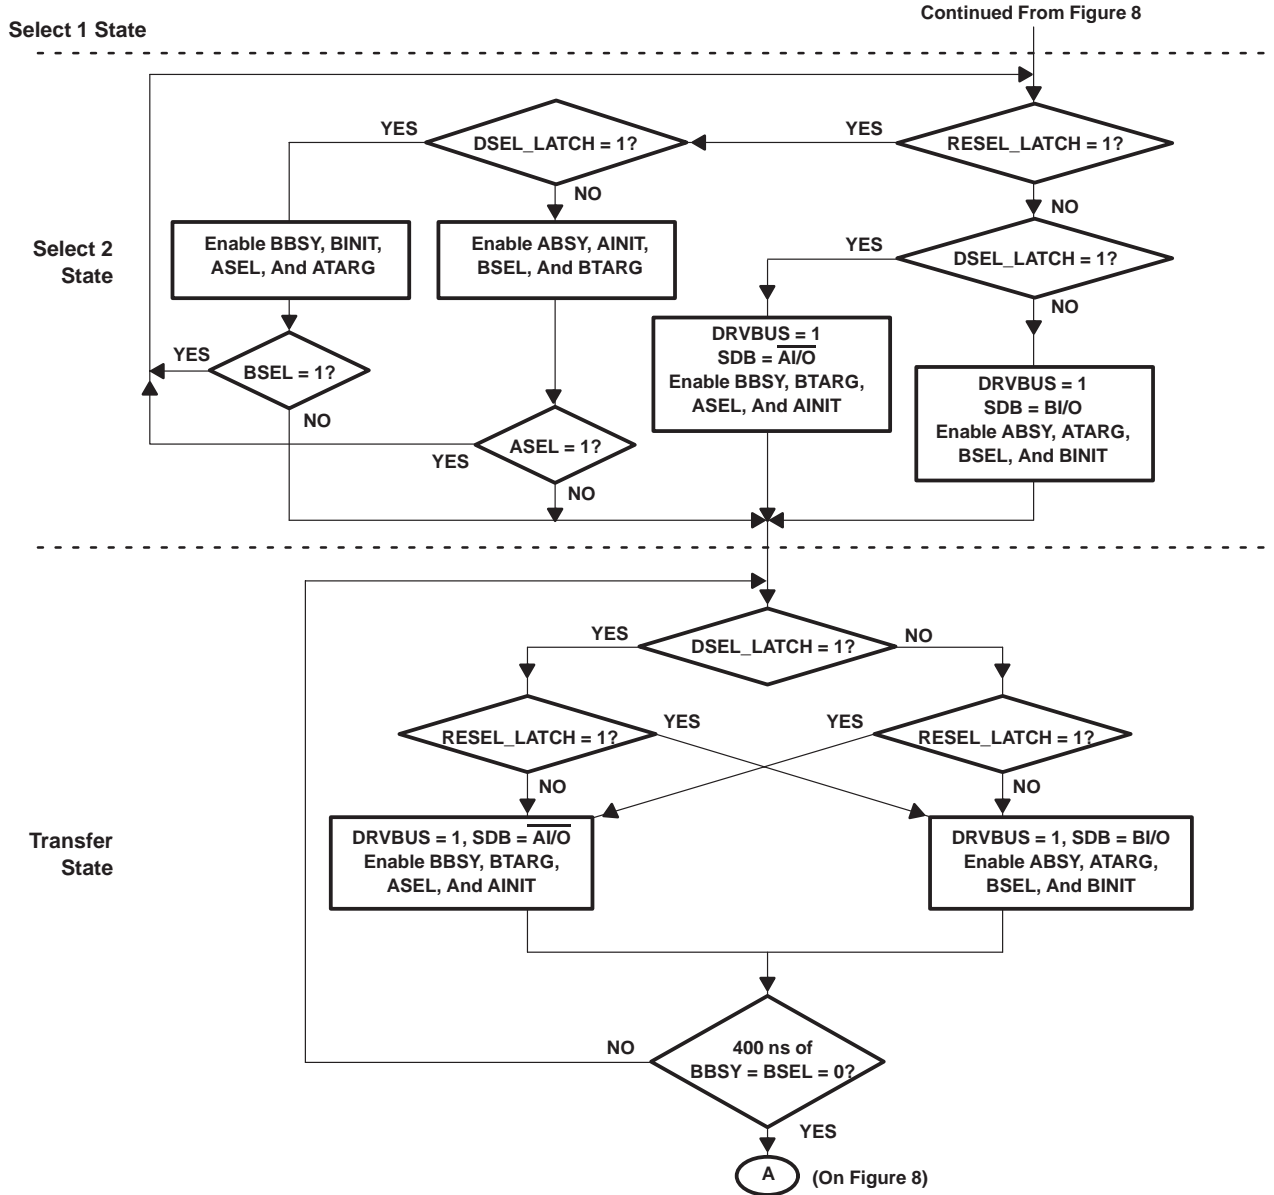 Continued From Figure 8
Select 1 State
YES
DSEL_LATCH = 1?
YES
RESEL_LATCH = 1?
NO
NO
Select 2
State
Enable BBSY, BINIT,
ASEL, And ATARG
Enable ABSY, AINIT,
BSEL, And BTARG
YES
DSEL_LATCH = 1?
NO
DRVBUS = 1
SDB = A̅I̅/̅O̅
Enable BBSY, BTARG,
ASEL, And AINIT
YES
BSEL = 1?
NO
DRVBUS = 1
SDB = BI/O
Enable ABSY, ATARG,
BSEL, And BINIT
YES
ASEL = 1?
NO
YES
DSEL_LATCH = 1?
NO
RESEL_LATCH = 1?
YES
YES
RESEL_LATCH = 1?
NO
NO
Transfer
State
DRVBUS = 1, SDB = A̅I̅/̅O̅
Enable BBSY, BTARG,
ASEL, And AINIT
DRVBUS = 1, SDB = BI/O
Enable ABSY, ATARG,
BSEL, And BINIT
NO
400 ns of
BBSY = BSEL = 0?
YES
A
(On Figure 8)